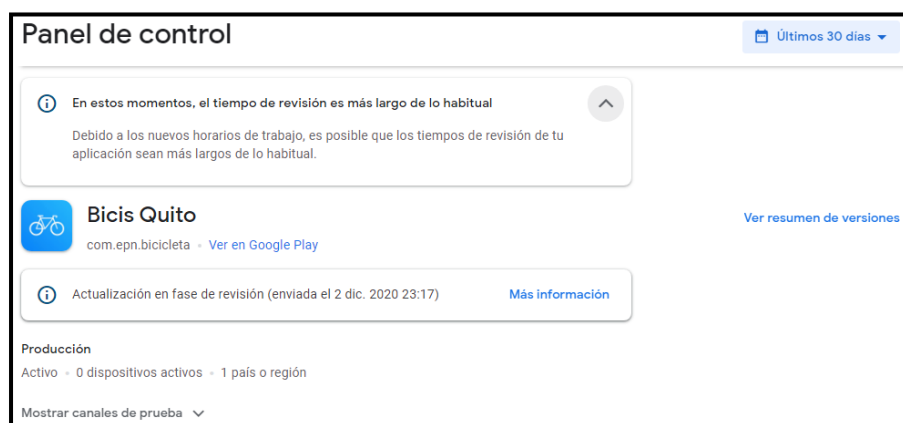 Panel de control
Últimos 30 días
En estos momentos, el tiempo de revisión es más largo de lo habitual
Debido a los nuevos horarios de trabajo, es posible que los tiempos de revisión de tu
aplicación sean más largos de lo habitual.
Bicis Quito
Ver resumen de versiones
com.epn.bicicleta • Ver en Google Play
Actualización en fase de revisión (enviada el 2 dic. 2020 23:17)
Más información
Producción
Activo • 0 dispositivos activos • 1 país o región
Mostrar canales de prueba